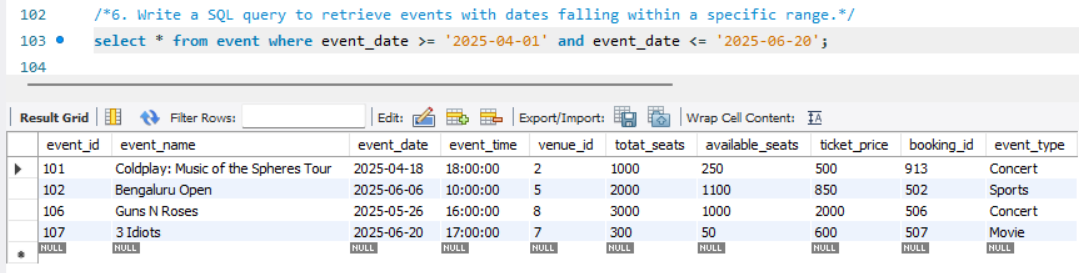 102 /*6. Write a SQL query to retrieve events with dates falling within a specific range.*/
103 select * from event where event_date >= '2025-04-01' and event_date <= '2025-06-20';
104
Result Grid Filter Rows: Edit: Export/Import: Wrap Cell Content: IA
event_id event_name event_date event_time venue_id totat_seats available_seats ticket_price booking_id event_type
101 Coldplay: Music of the Spheres Tour 2025-04-18 18:00:00 2 1000 250 500 913 Concert
102 Bengaluru Open 2025-06-06 10:00:00 5 2000 1100 850 502 Sports
106 Guns N Roses 2025-05-26 16:00:00 8 3000 1000 2000 506 Concert
107 3 Idiots 2025-06-20 17:00:00 7 300 50 600 507 Movie
NULL NULL NULL NULL NULL NULL NULL NULL NULL NULL